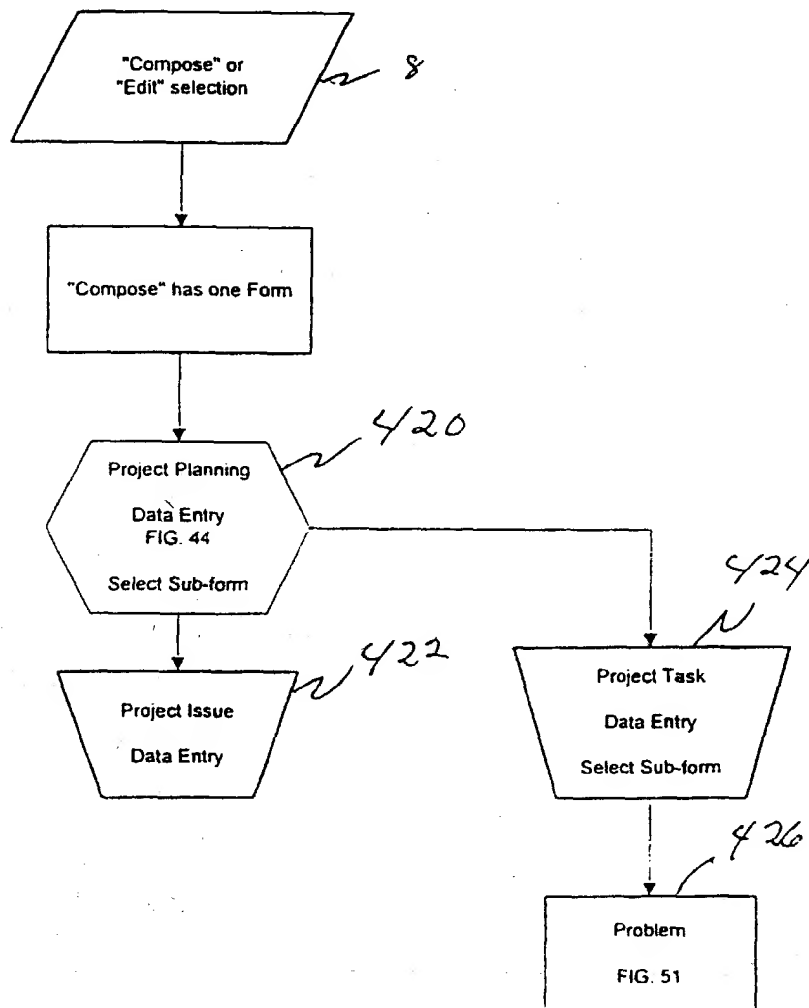 "Compose" or
"Edit" selection
8
"Compose" has one Form
420
Project Planning
Data Entry
FIG. 44
Select Sub-form
424
422
Project Issue
Data Entry
Project Task
Data Entry
Select Sub-form
426
Problem
FIG. 51